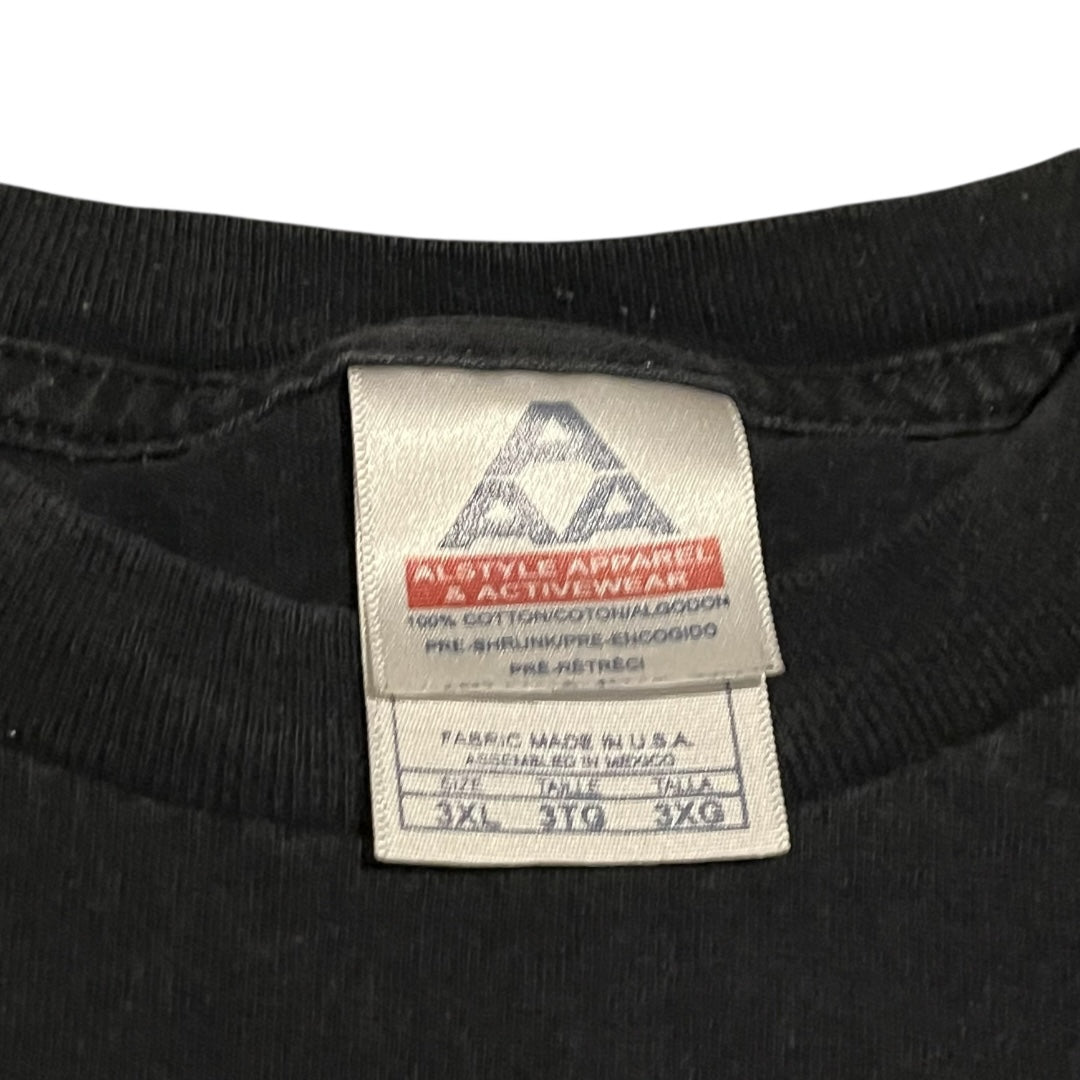 A
A A
ALSTYLE APPAREL
& ACTIVEWEAR
100% COTTON/COTON/ALGODON
PRE-SHRUNK/PRE-ENCOGIDO
PRÉ-RÉTRÉCI
FABRIC MADE IN U.S.A.
ASSEMBLED IN MEXICO
SIZE TAILLE TALLA
3XL 3TG 3XG